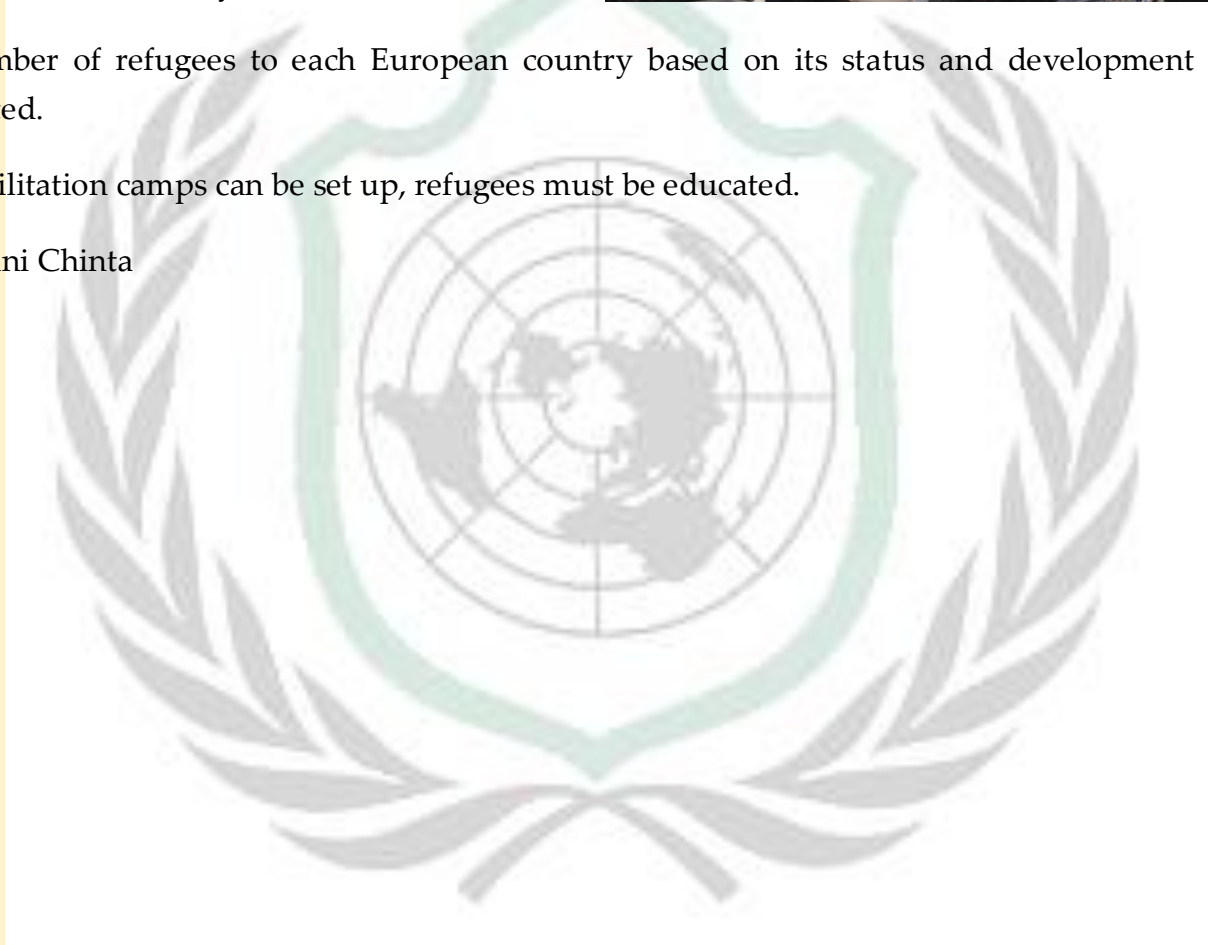 mber of refugees to each European country based on its status and development
ed.
ilitation camps can be set up, refugees must be educated.
ni Chinta